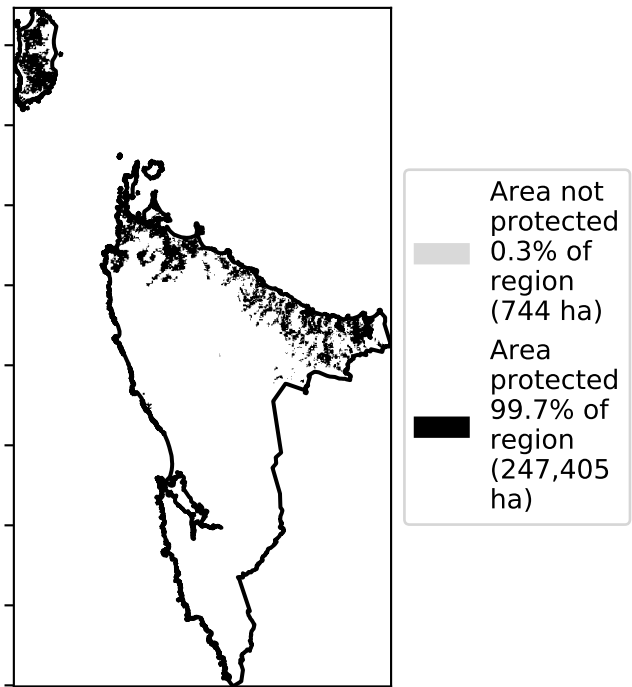 Area not
protected
0.3% of
region
(744 ha)
Area
protected
99.7% of
region
(247,405
ha)